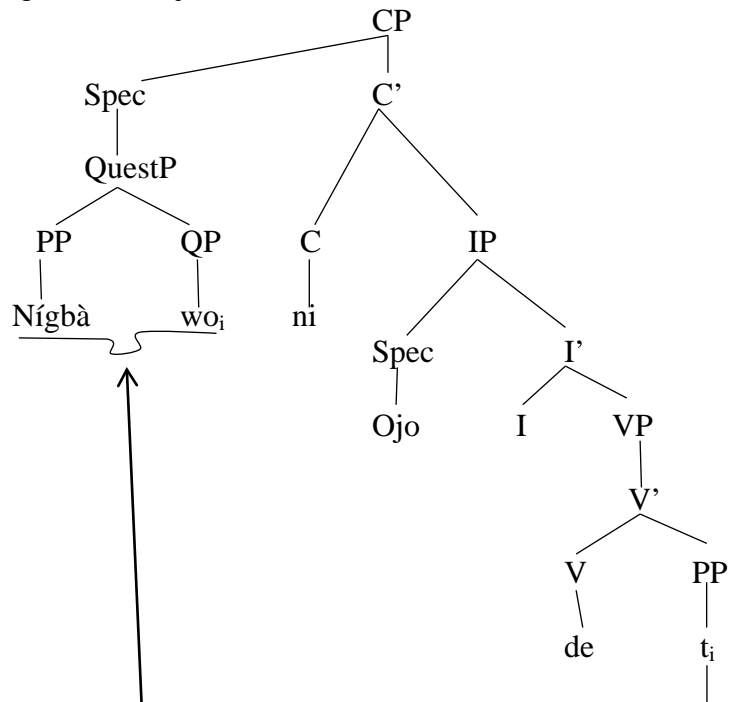 CP
Spec C’
QuestP
PP QP C IP
Nígbà woi ni
Spec I’
Ojo I VP
V’
V PP
de ti